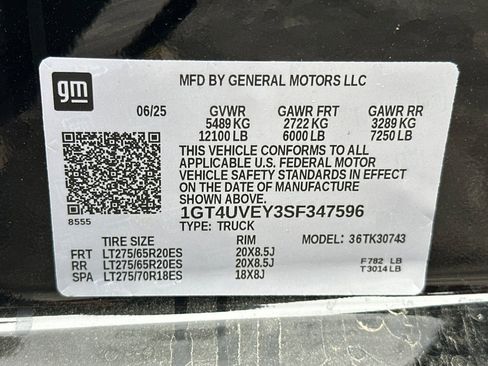 gm
MFD BY GENERAL MOTORS LLC
06/25 GVWR GAWR FRT GAWR RR
5489 KG 2722 KG 3289 KG
12100 LB 6000 LB 7250 LB
THIS VEHICLE CONFORMS TO ALL
APPLICABLE U.S. FEDERAL MOTOR
VEHICLE SAFETY STANDARDS IN EFFECT
ON THE DATE OF MANUFACTURE
SHOWN ABOVE.
8555
1GT4UVEY3SF347596
TYPE: TRUCK
TIRE SIZE RIM MODEL: 36TK30743
FRT LT275/65R20ES 20X8.5J
RR LT275/65R20ES 20X8.5J F 782 LB
SPA LT275/70R18ES 18X8J T 3014 LB